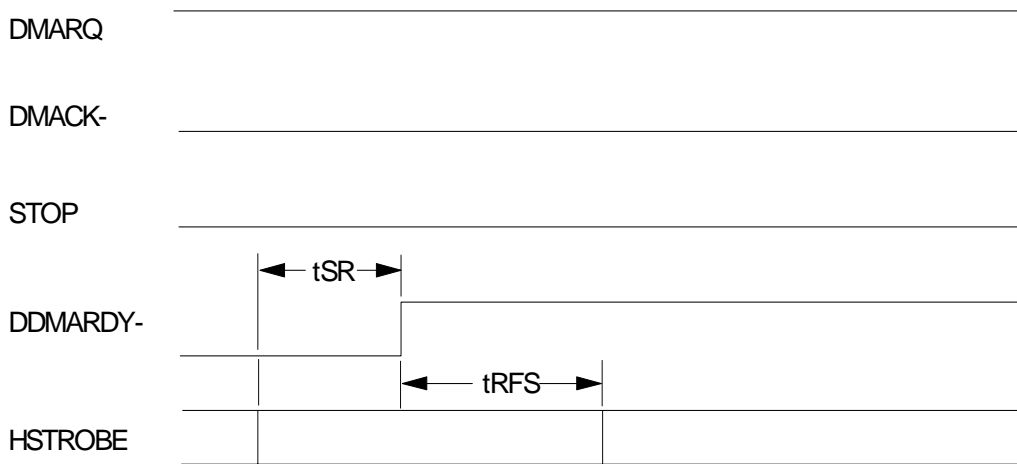 DMARQ
DMACK-
STOP
tSR
DDMARDY-
tRFS
HSTROBE